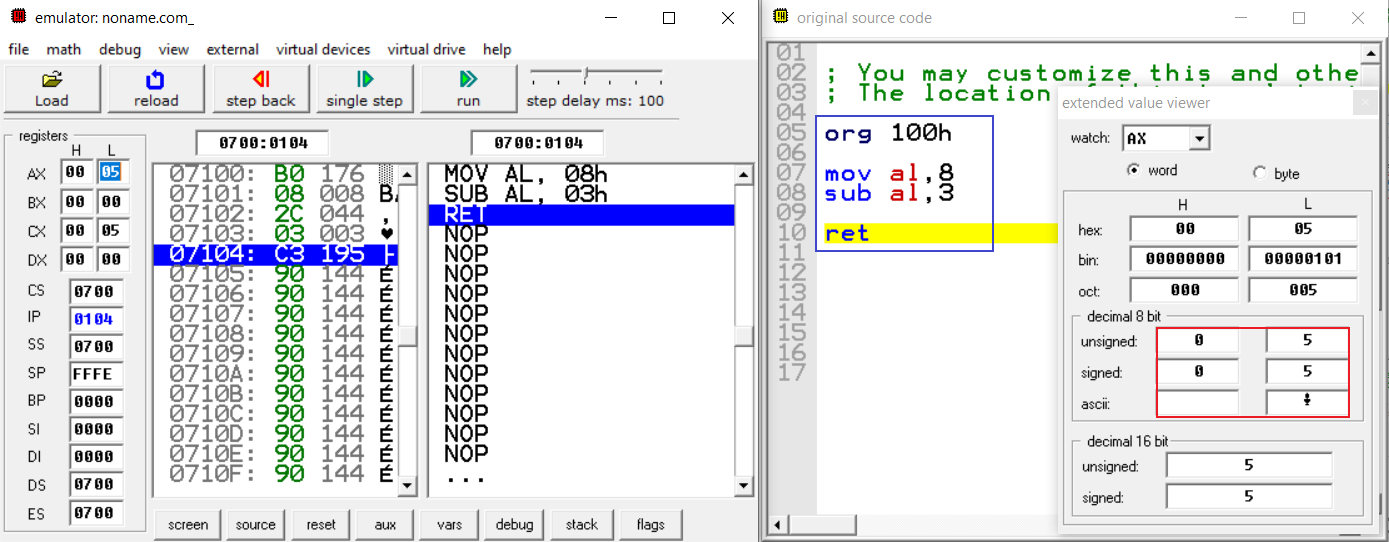 emulator: noname.com_
file math debug view external virtual devices virtual drive help
Load reload step back single step run step delay ms: 100
registers
H L
AX 00 05
BX 00 00
CX 00 05
DX 00 00
CS 0700
IP 0104
SS 0700
SP FFFE
BP 0000
SI 0000
DI 0000
DS 0700
ES 0700
0700:0104
07100: B0 176 ▒
07101: 08 008 BA
07102: 2C 044 ,
07103: 03 003 ♥
07104: C3 195 ├
07105: 90 144 É
07106: 90 144 É
07107: 90 144 É
07108: 90 144 É
07109: 90 144 É
0710A: 90 144 É
0710B: 90 144 É
0710C: 90 144 É
0710D: 90 144 É
0710E: 90 144 É
0710F: 90 144 É
0700:0104
MOV AL, 08h
SUB AL, 03h
RET
NOP
NOP
NOP
NOP
NOP
NOP
NOP
NOP
NOP
NOP
NOP
NOP
...
screen source reset aux vars debug stack flags
original source code
01
02 ; You may customize this and othe
03 ; The location
04
05 org 100h
06
07 mov al,8
08 sub al,3
09
10 ret
11
12
13
14
15
16
17
extended value viewer
watch: AX
word byte
H L
hex: 00 05
bin: 00000000 00000101
oct: 000 005
decimal 8 bit
unsigned: 0 5
signed: 0 5
ascii: ♣
decimal 16 bit
unsigned: 5
signed: 5